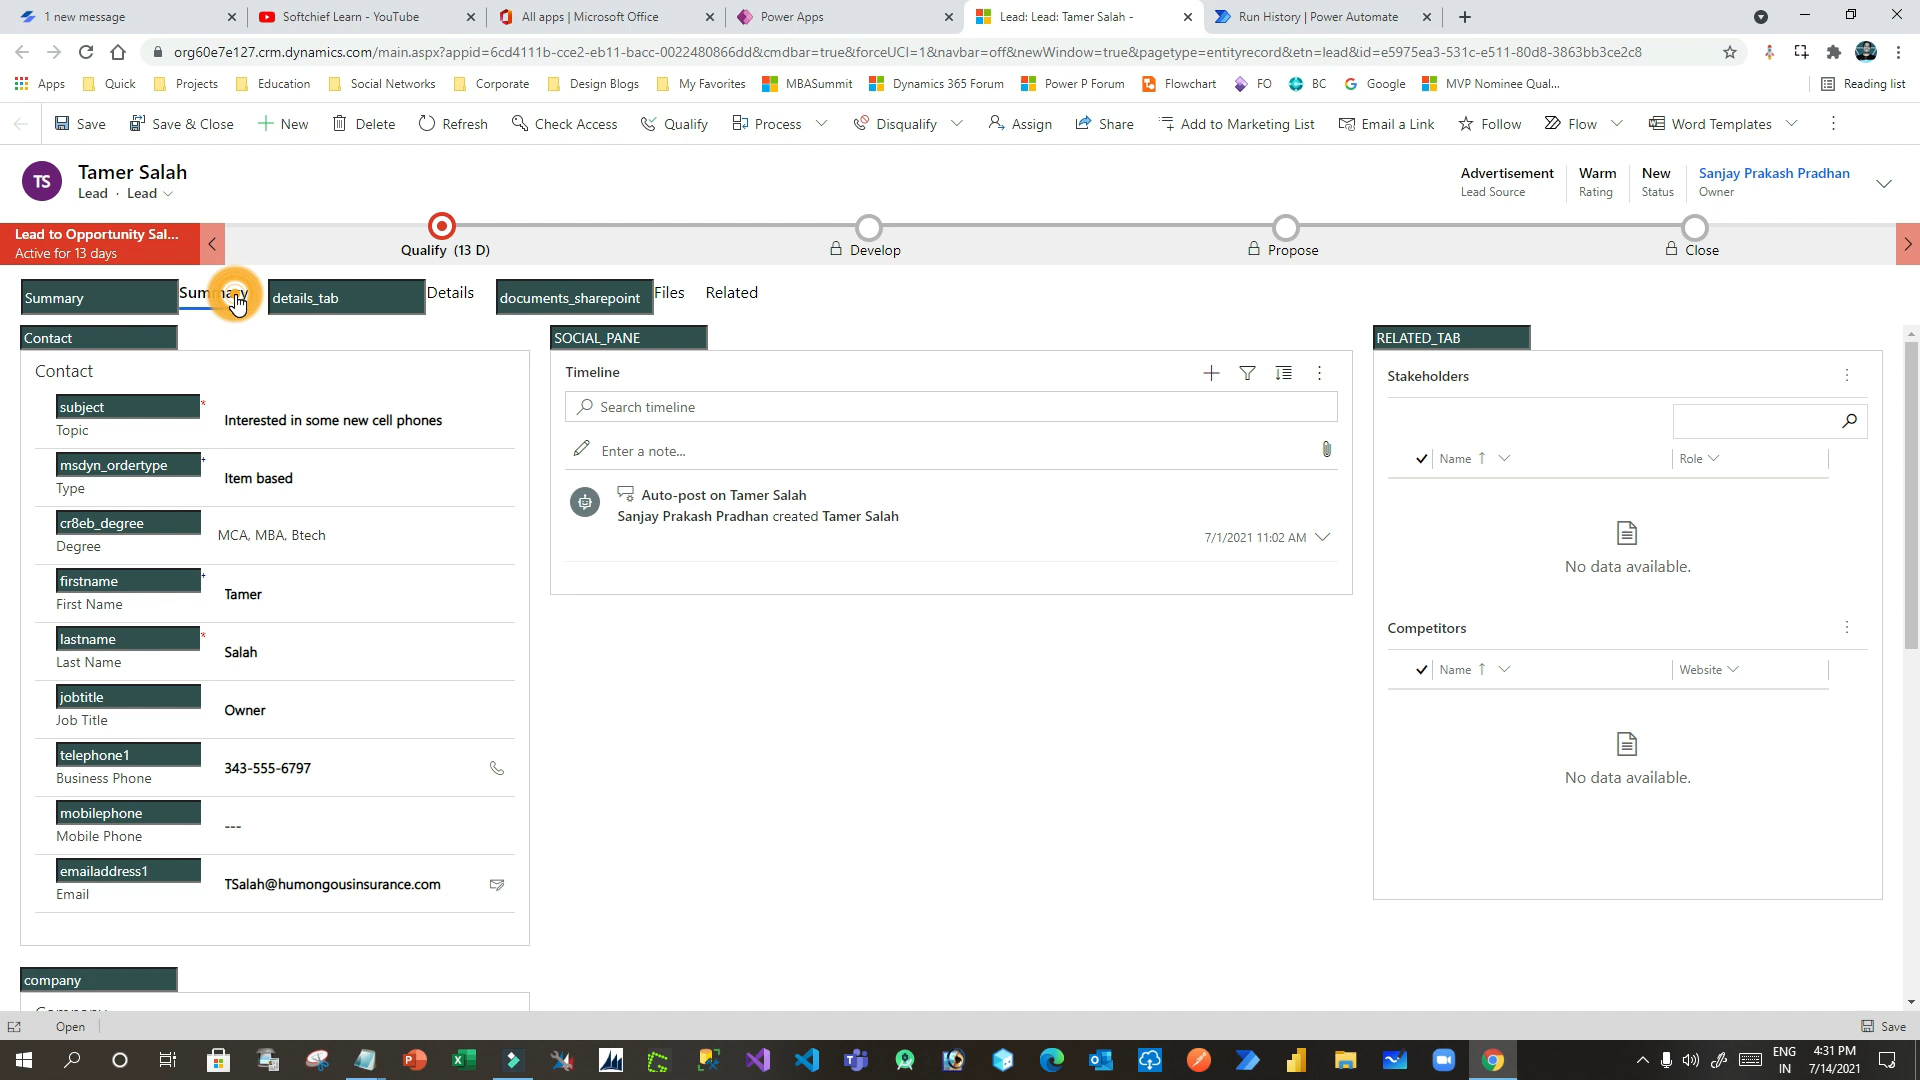 1 new message
Softchief Learn - YouTube
All apps | Microsoft Office
Power Apps
Lead: Lead: Tamer Salah -
Run History | Power Automate
org60e7e127.crm.dynamics.com/main.aspx?appid=6cd4111b-cce2-eb11-bacc-0022480866dd&cmdbar=true&forceUCI=1&navbar=off&newWindow=true&pagetype=entityrecord&etn=lead&id=e5975ea3-531c-e511-80d8-3863bb3ce2c8
Apps Quick Projects Education Social Networks Corporate Design Blogs My Favorites MBASummit Dynamics 365 Forum Power P Forum Flowchart FO BC Google MVP Nominee Qual... Reading list
Save Save & Close New Delete Refresh Check Access Qualify Process Disqualify Assign Share Add to Marketing List Email a Link Follow Flow Word Templates
TS
Tamer Salah
Lead · Lead
Advertisement
Lead Source
Warm
Rating
New
Status
Sanjay Prakash Pradhan
Owner
Lead to Opportunity Sal...
Active for 13 days
Qualify (13 D)
Develop
Propose
Close
Summary Summary details_tab Details documents_sharepoint Files Related
Contact
Contact
subject *
Topic
Interested in some new cell phones
msdyn_ordertype +
Type
Item based
cr8eb_degree
Degree
MCA, MBA, Btech
firstname +
First Name
Tamer
lastname *
Last Name
Salah
jobtitle
Job Title
Owner
telephone1
Business Phone
343-555-6797
mobilephone
Mobile Phone
---
emailaddress1
Email
TSalah@humongousinsurance.com
company
SOCIAL_PANE
Timeline
Search timeline
Enter a note...
Auto-post on Tamer Salah
Sanjay Prakash Pradhan created Tamer Salah
7/1/2021 11:02 AM
RELATED_TAB
Stakeholders
Name ↑ Role
No data available.
Competitors
Name ↑ Website
No data available.
Open
Save
ENG
IN
4:31 PM
7/14/2021